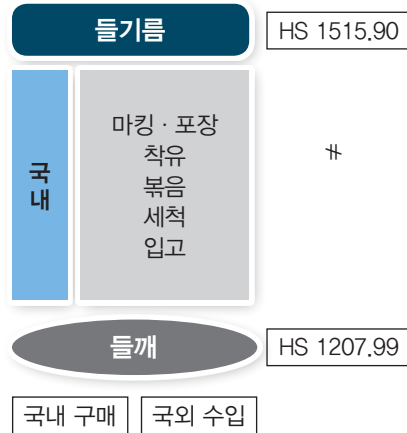 들기름
HS 1515.90
국내
마킹 · 포장
착유
볶음
세척
입고
≠
들깨
HS 1207.99
국내 구매
국외 수입